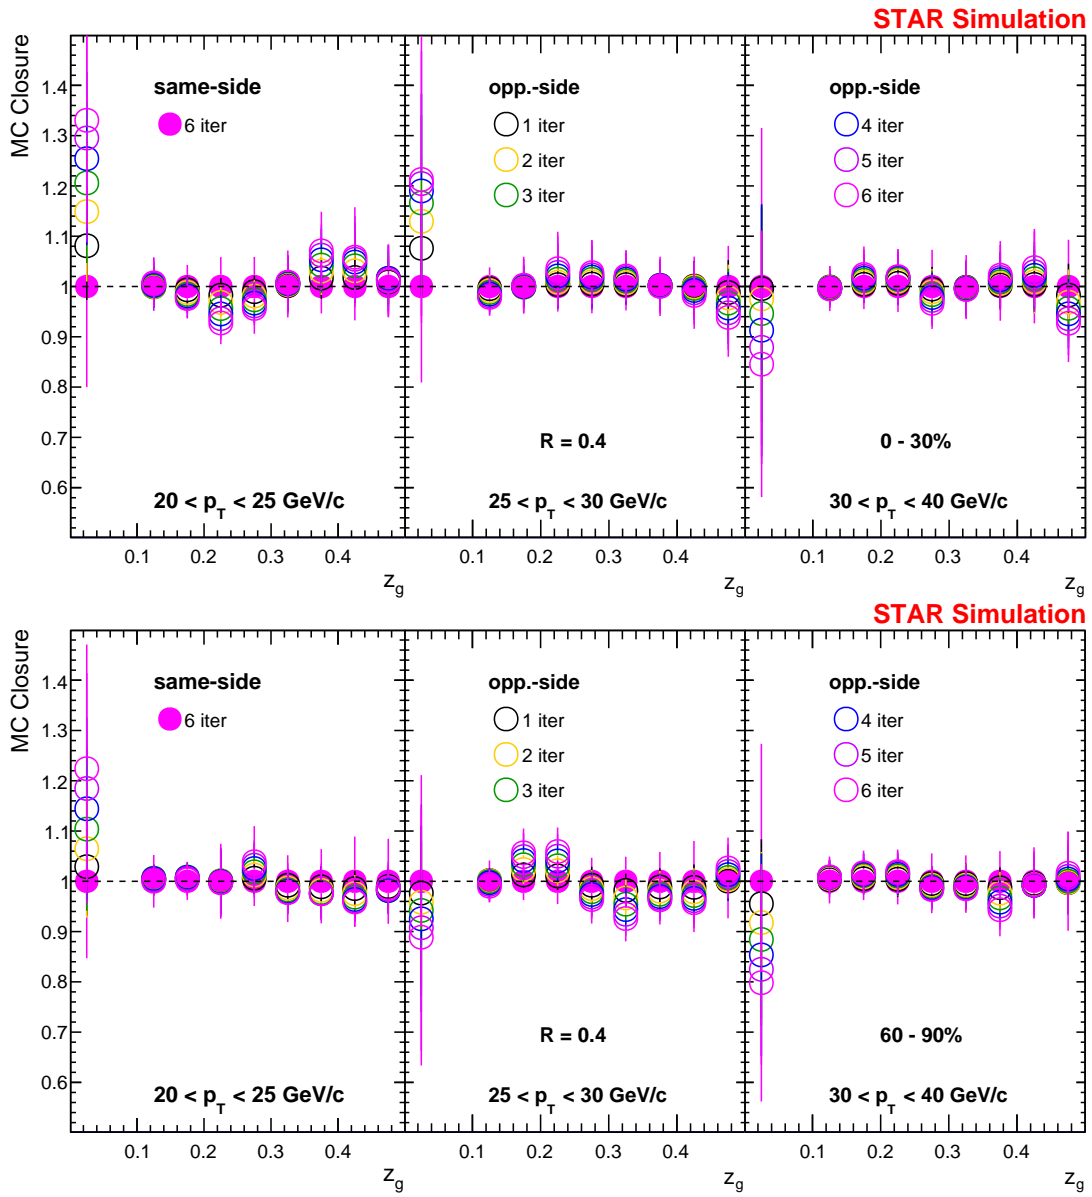 STAR Simulation
MC Closure
1.4
1.3
1.2
1.1
1
0.9
0.8
0.7
0.6
same-side
6 iter
20 < p_T < 25 GeV/c
opp.-side
1 iter
2 iter
3 iter
R = 0.4
25 < p_T < 30 GeV/c
opp.-side
4 iter
5 iter
6 iter
0 - 30%
30 < p_T < 40 GeV/c
0.1 0.2 0.3 0.4 0.1 0.2 0.3 0.4 0.1 0.2 0.3 0.4
z_g z_g z_g
STAR Simulation
MC Closure
1.4
1.3
1.2
1.1
1
0.9
0.8
0.7
0.6
same-side
6 iter
20 < p_T < 25 GeV/c
opp.-side
1 iter
2 iter
3 iter
R = 0.4
25 < p_T < 30 GeV/c
opp.-side
4 iter
5 iter
6 iter
60 - 90%
30 < p_T < 40 GeV/c
0.1 0.2 0.3 0.4 0.1 0.2 0.3 0.4 0.1 0.2 0.3 0.4
z_g z_g z_g